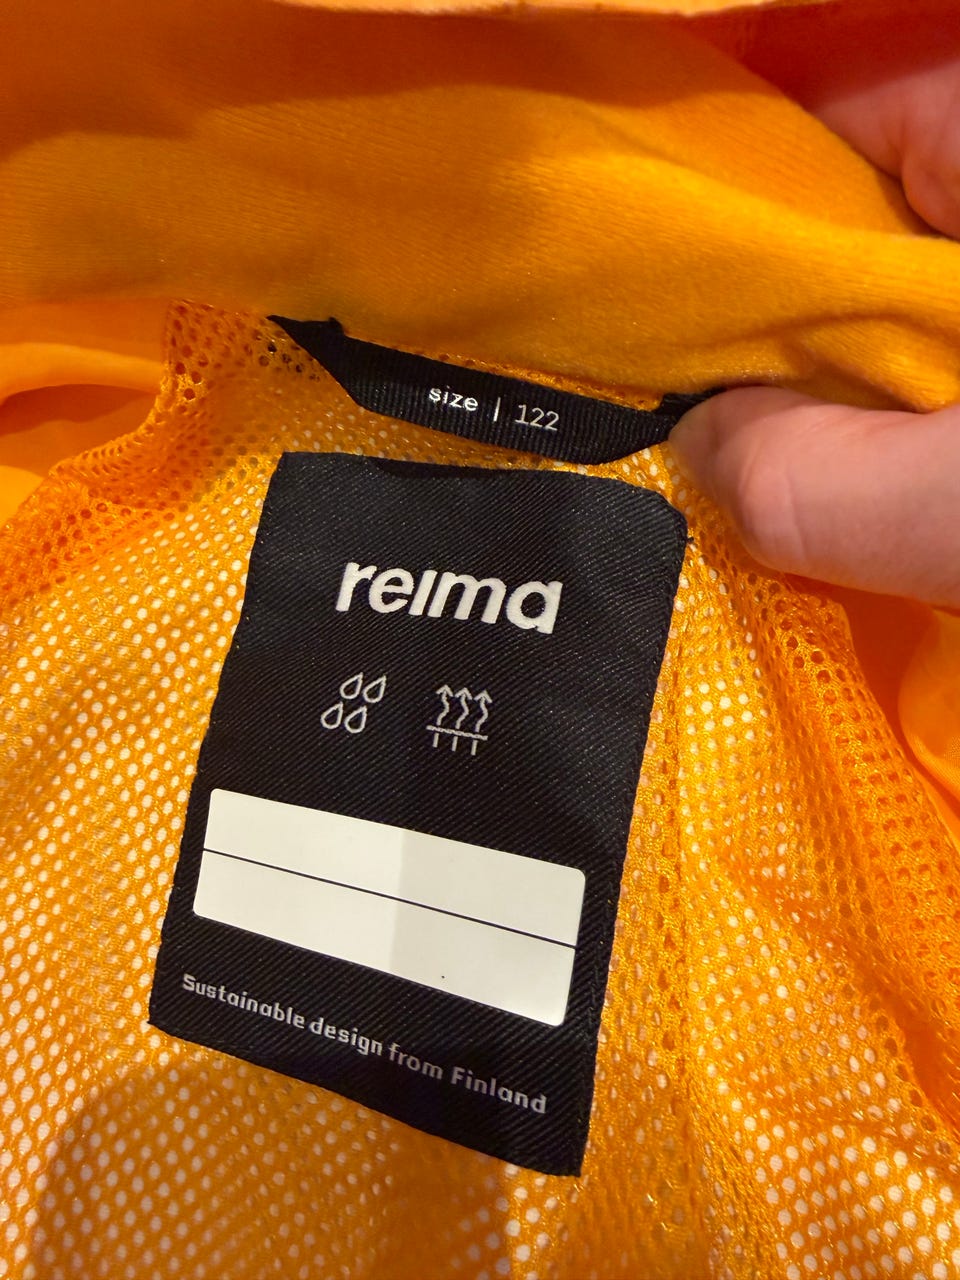 size | 122
reima
Sustainable design from Finland